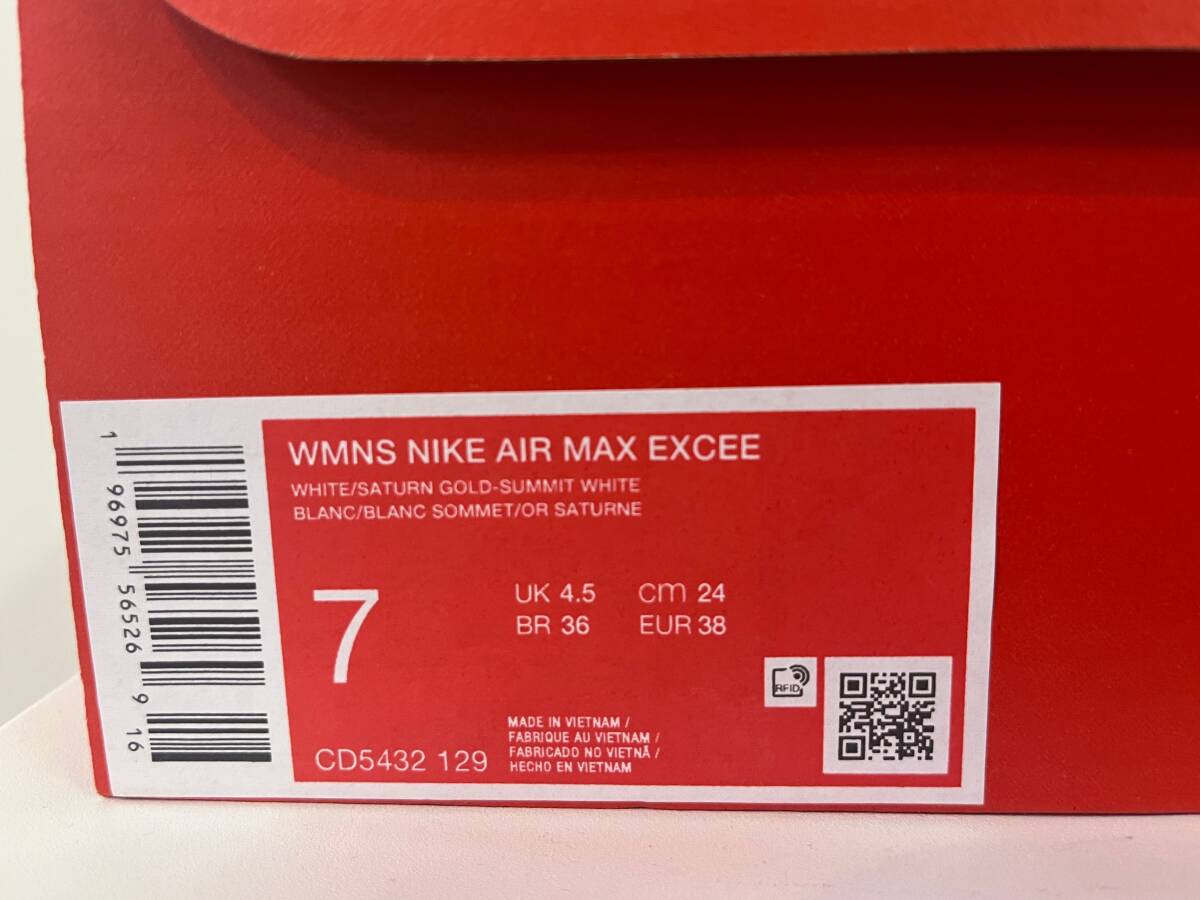 WMNS NIKE AIR MAX EXCEE
WHITE/SATURN GOLD-SUMMIT WHITE
BLANC/BLANC SOMMET/OR SATURNE
7
UK 4.5 cm 24
BR 36 EUR 38
RFID
CD5432 129
MADE IN VIETNAM /
FABRIQUE AU VIETNAM /
FABRICADO NO VIETNÃ /
HECHO EN VIETNAM
1 96975 56526 9 16